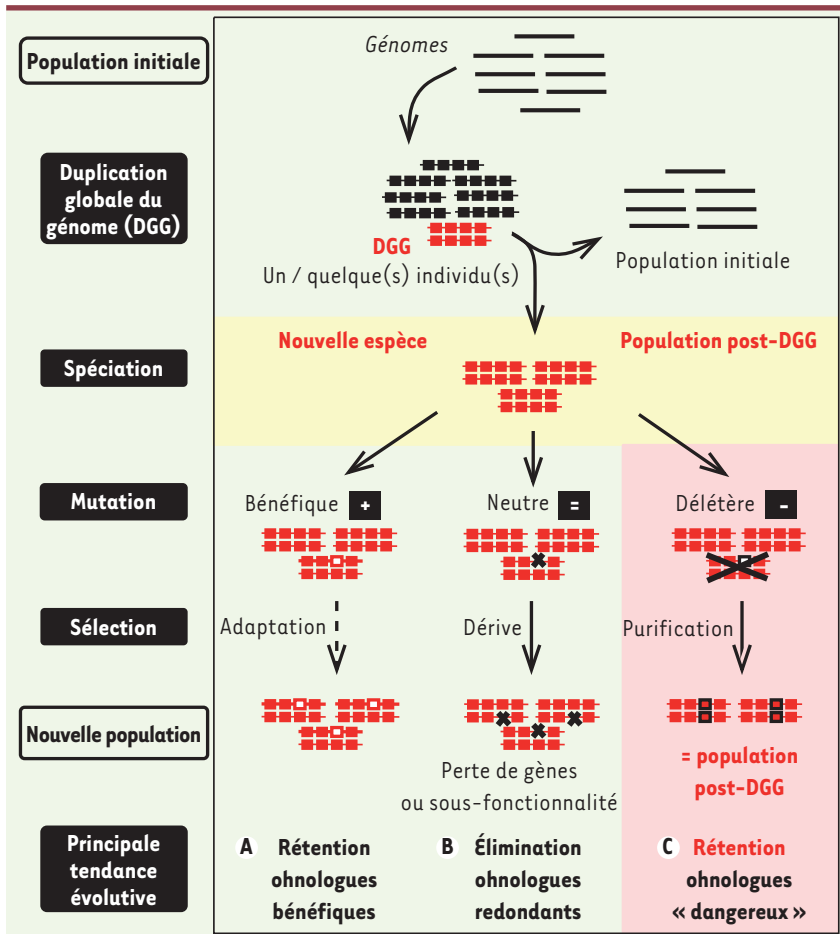 Population initiale
Génomes
Duplication
globale du
génome (DGG)
DGG
Un / quelque(s) individu(s)
Population initiale
Spéciation
Nouvelle espèce
Population post-DGG
Mutation
Bénéfique +
Neutre =
Délétère -
Sélection
Adaptation
Dérive
Purification
Nouvelle population
Perte de gènes
ou sous-fonctionnalité
= population
post-DGG
Principale
tendance
évolutive
A Rétention
ohnologues
bénéfiques
B Élimination
ohnologues
redondants
C Rétention
ohnologues
« dangereux »